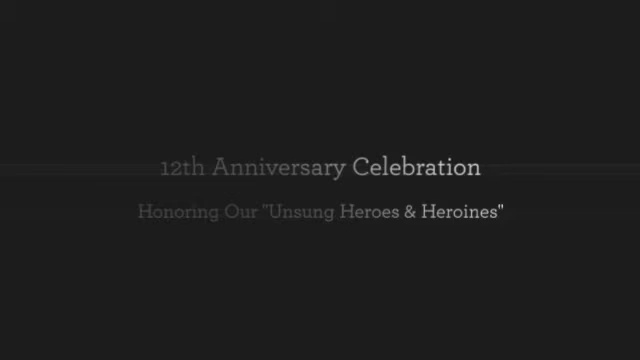 12th Anniversary Celebration
Honoring Our "Unsung Heroes & Heroines"